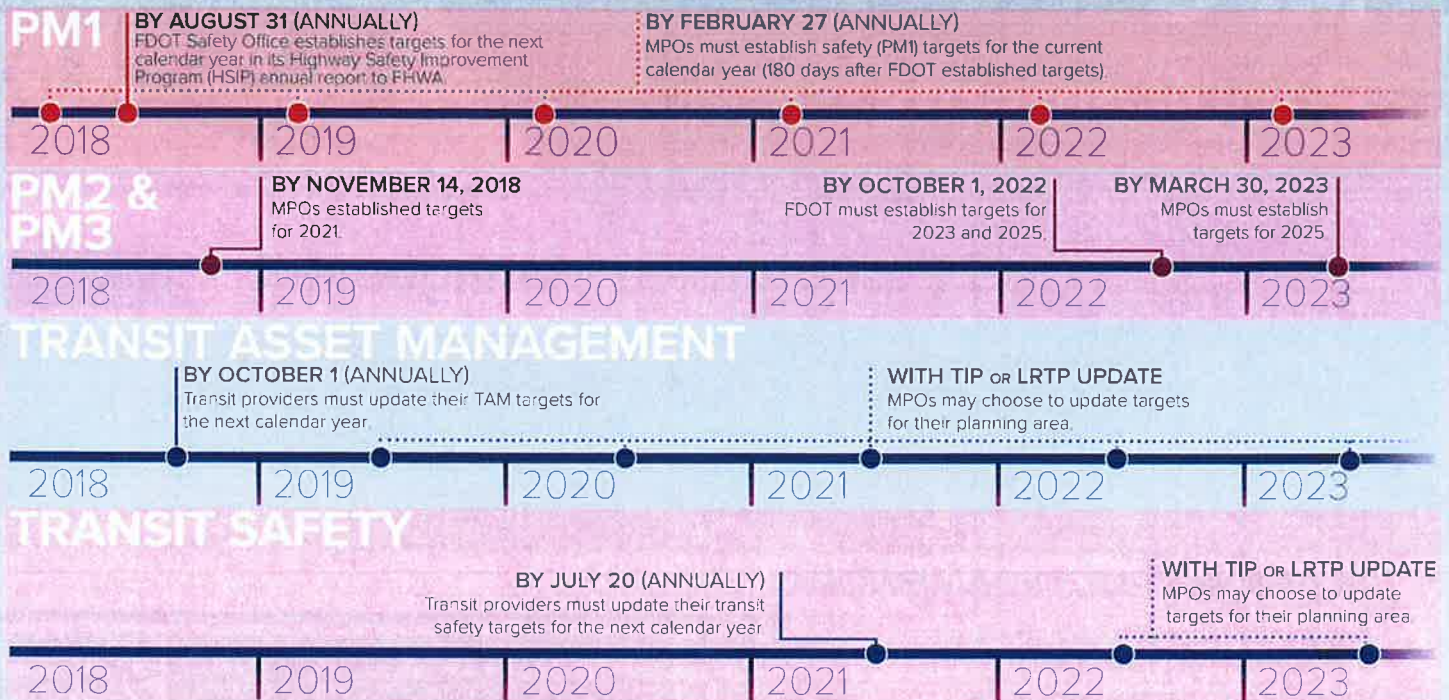 PM1
BY AUGUST 31 (ANNUALLY)
FDOT Safety Office establishes targets for the next
calendar year in its Highway Safety Improvement
Program (HSIP) annual report to FHWA.
BY FEBRUARY 27 (ANNUALLY)
MPOs must establish safety (PM1) targets for the current
calendar year (180 days after FDOT established targets).
2018 2019 2020 2021 2022 2023
PM2 &
PM3
BY NOVEMBER 14, 2018
MPOs established targets
for 2021.
BY OCTOBER 1, 2022
FDOT must establish targets for
2023 and 2025.
BY MARCH 30, 2023
MPOs must establish
targets for 2025.
2018 2019 2020 2021 2022 2023
TRANSIT ASSET MANAGEMENT
BY OCTOBER 1 (ANNUALLY)
Transit providers must update their TAM targets for
the next calendar year.
WITH TIP OR LRTP UPDATE
MPOs may choose to update targets
for their planning area.
2018 2019 2020 2021 2022 2023
TRANSIT SAFETY
BY JULY 20 (ANNUALLY)
Transit providers must update their transit
safety targets for the next calendar year
WITH TIP OR LRTP UPDATE
MPOs may choose to update
targets for their planning area.
2018 2019 2020 2021 2022 2023